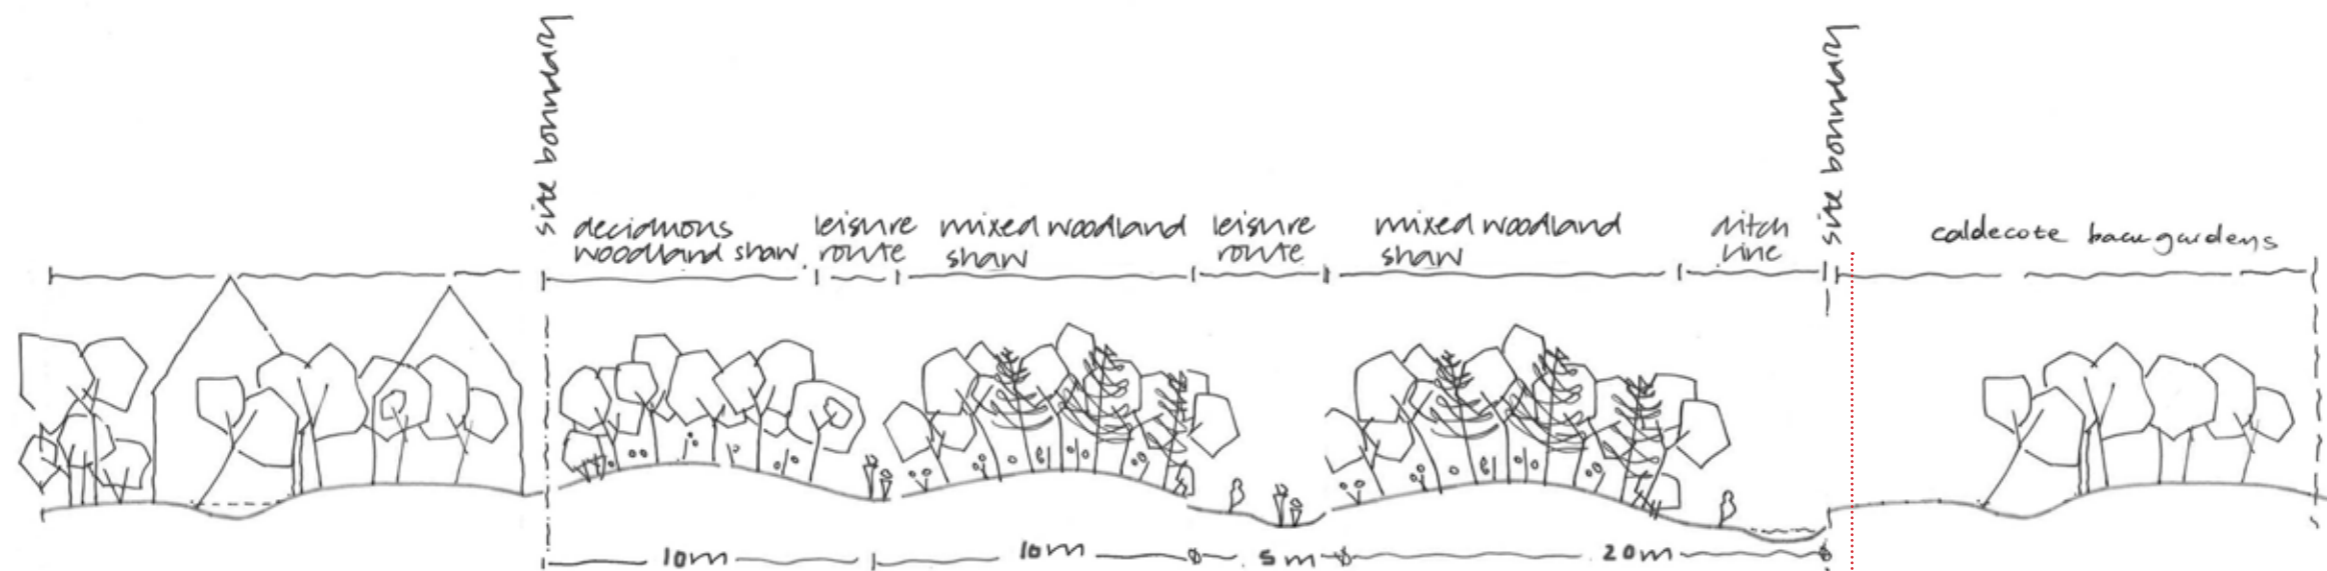 site boundary
deciduous
woodland shaw
leisure
route
mixed woodland
shaw
leisure
route
mixed woodland
shaw
ditch
line
site boundary
caldecote back gardens
10m
10m
5m
20m